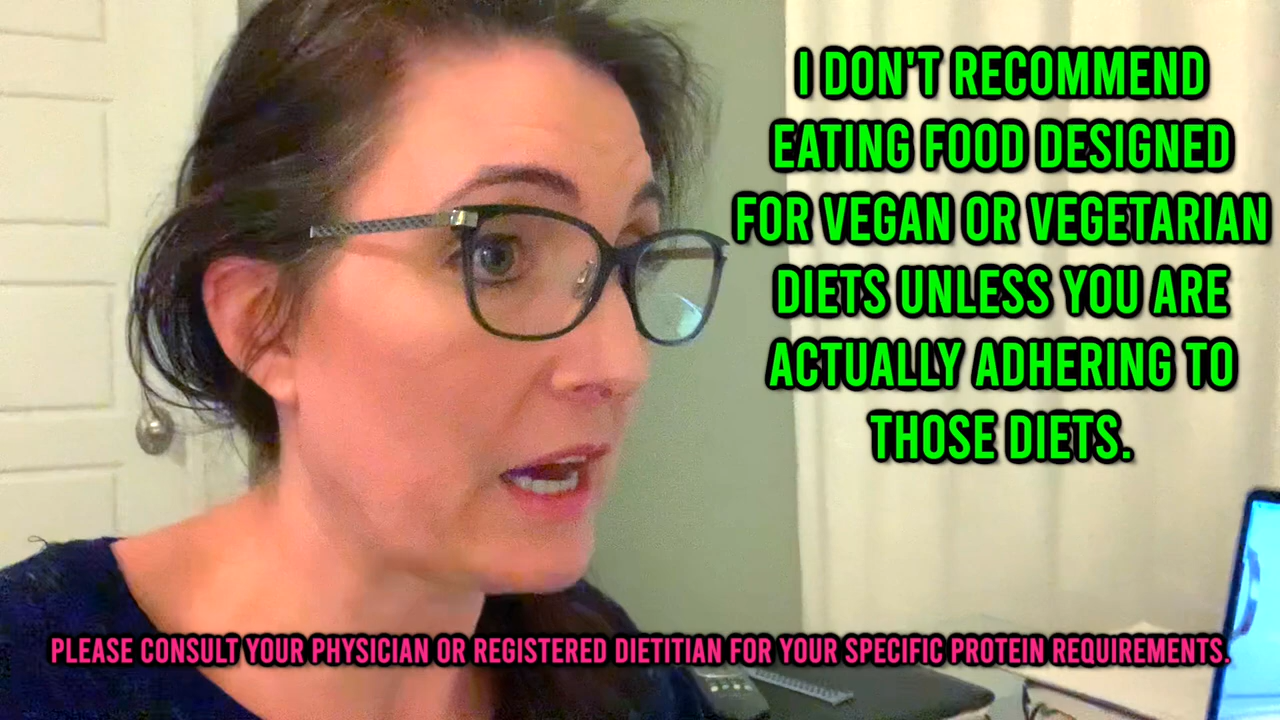 I DON'T RECOMMEND
EATING FOOD DESIGNED
FOR VEGAN OR VEGETARIAN
DIETS UNLESS YOU ARE
ACTUALLY ADHERING TO
THOSE DIETS.
PLEASE CONSULT YOUR PHYSICIAN OR REGISTERED DIETITIAN FOR YOUR SPECIFIC PROTEIN REQUIREMENTS.